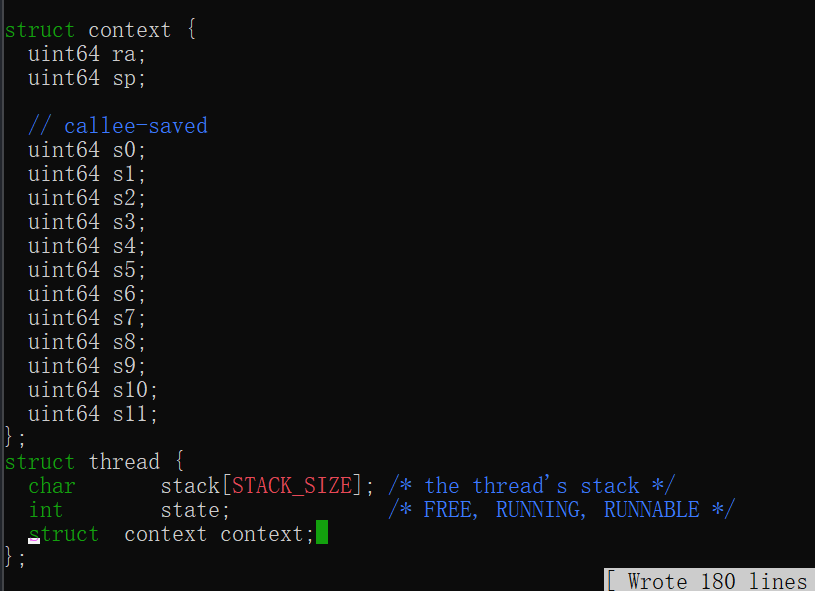 struct context {
  uint64 ra;
  uint64 sp;

  // callee-saved
  uint64 s0;
  uint64 s1;
  uint64 s2;
  uint64 s3;
  uint64 s4;
  uint64 s5;
  uint64 s6;
  uint64 s7;
  uint64 s8;
  uint64 s9;
  uint64 s10;
  uint64 s11;
};
struct thread {
  char       stack[STACK_SIZE]; /* the thread's stack */
  int        state;             /* FREE, RUNNING, RUNNABLE */
  struct  context context;
};
[ Wrote 180 lines